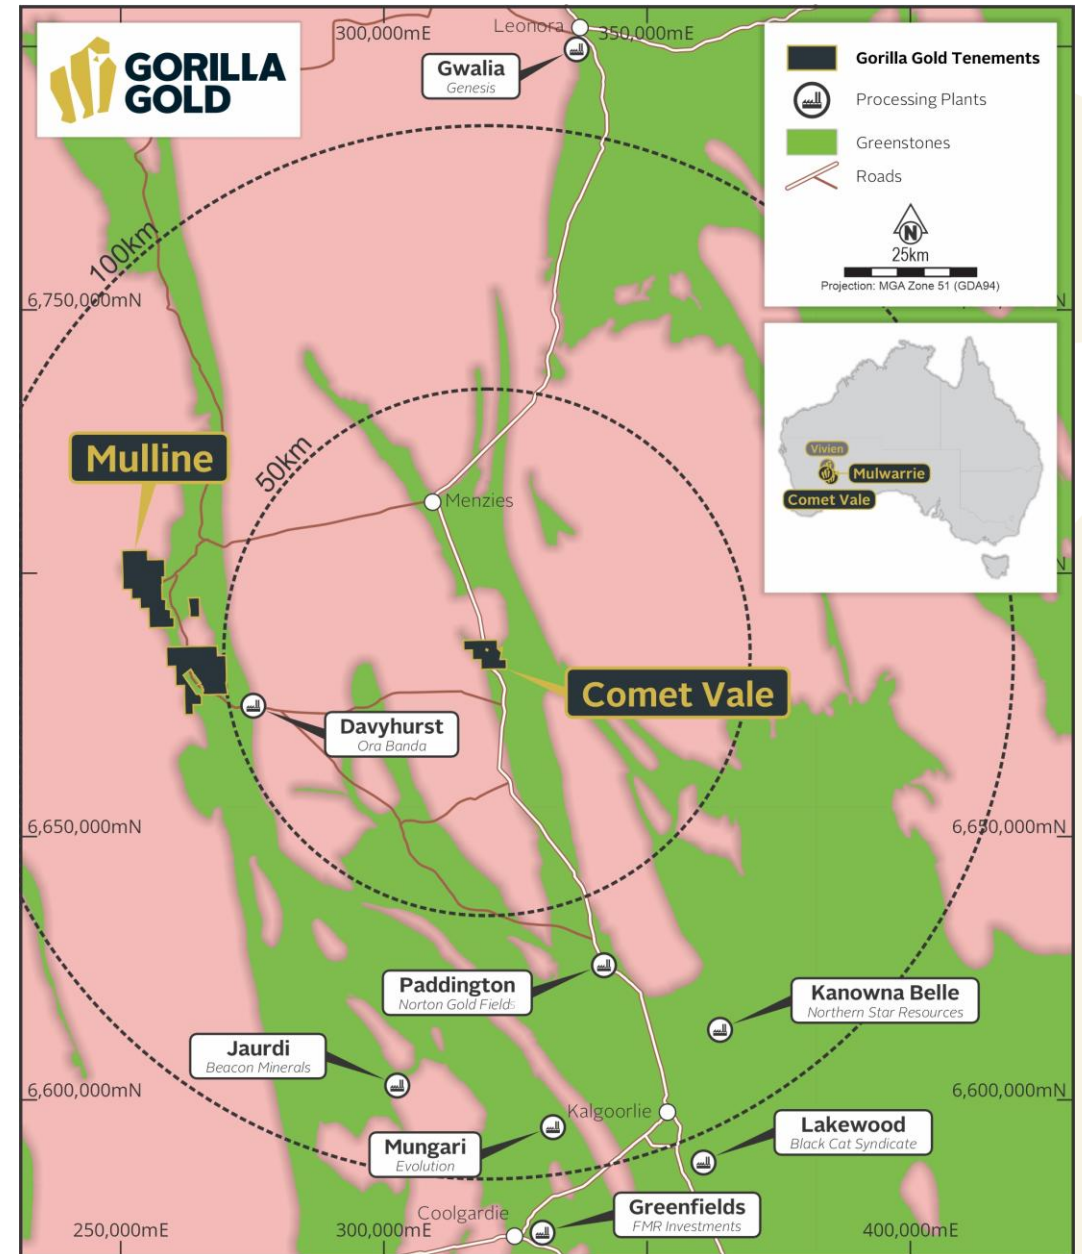 GORILLA
GOLD
300,000mE
Leonora
350,000mE
Gwalia
Genesis
Gorilla Gold Tenements
Processing Plants
Greenstones
Roads
N
25km
Projection: MGA Zone 51 (GDA94)
100km
6,750,000mN
N
Vivien
Mulwarrie
Comet Vale
Mulline
50km
Menzies
N
Comet Vale
Davyhurst
Ora Banda
6,650,000mN
6,650,000mN
Paddington
Norton Gold Fields
Kanowna Belle
Northern Star Resources
Jaurdi
Beacon Minerals
6,600,000mN
Kalgoorlie
6,600,000mN
Mungari
Evolution
Lakewood
Black Cat Syndicate
Coolgardie
Greenfields
FMR Investments
250,000mE
300,000mE
400,000mE